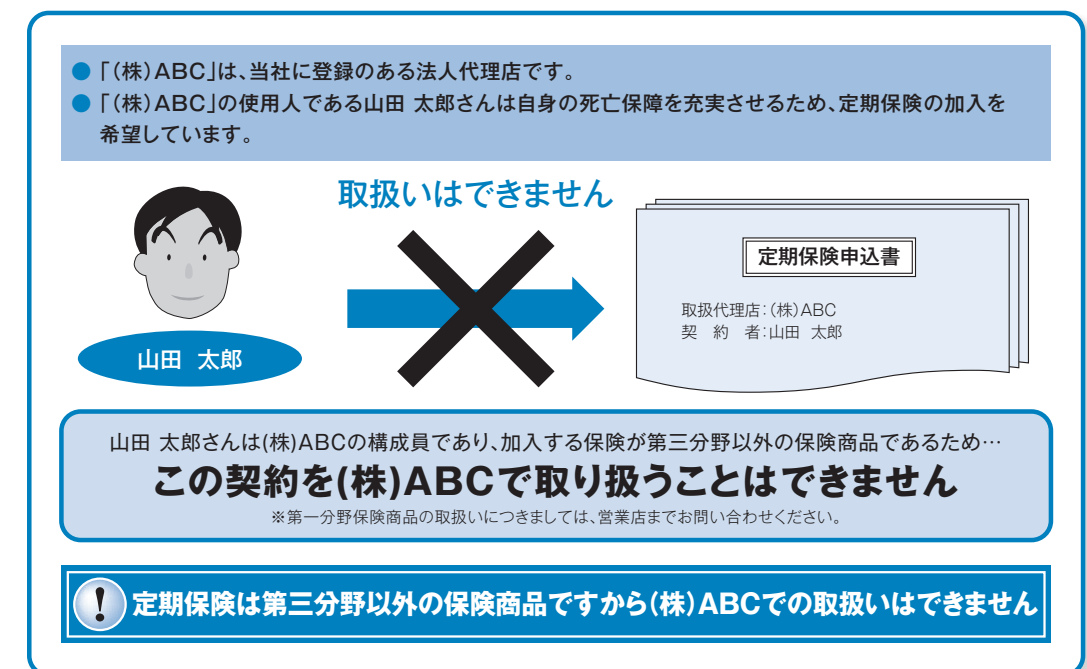 ●「(株)ABC」は、当社に登録のある法人代理店です。
●「(株)ABC」の使用人である山田 太郎さんは自身の死亡保障を充実させるため、定期保険の加入を
希望しています。
取扱いはできません
定期保険申込書
取扱代理店：(株)ABC
契 約 者：山田 太郎
山田 太郎
山田 太郎さんは(株)ABCの構成員であり、加入する保険が第三分野以外の保険商品であるため…
この契約を(株)ABCで取り扱うことはできません
※第一分野保険商品の取扱いにつきましては、営業店までお問い合わせください。
! 定期保険は第三分野以外の保険商品ですから(株)ABCでの取扱いはできません